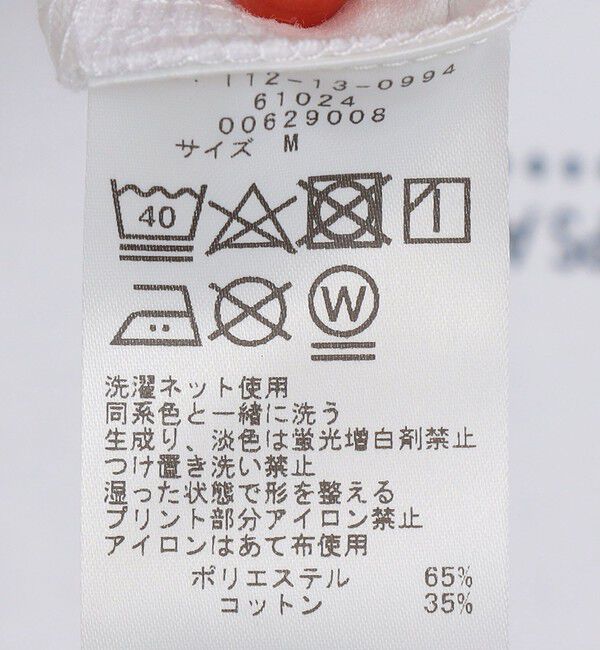 112-13-0994
61024
00629008
サイズ M
40
W
洗濯ネット使用
同系色と一緒に洗う
生成り、淡色は蛍光増白剤禁止
つけ置き洗い禁止
湿った状態で形を整える
プリント部分アイロン禁止
アイロンはあて布使用
ポリエステル 65%
コットン 35%